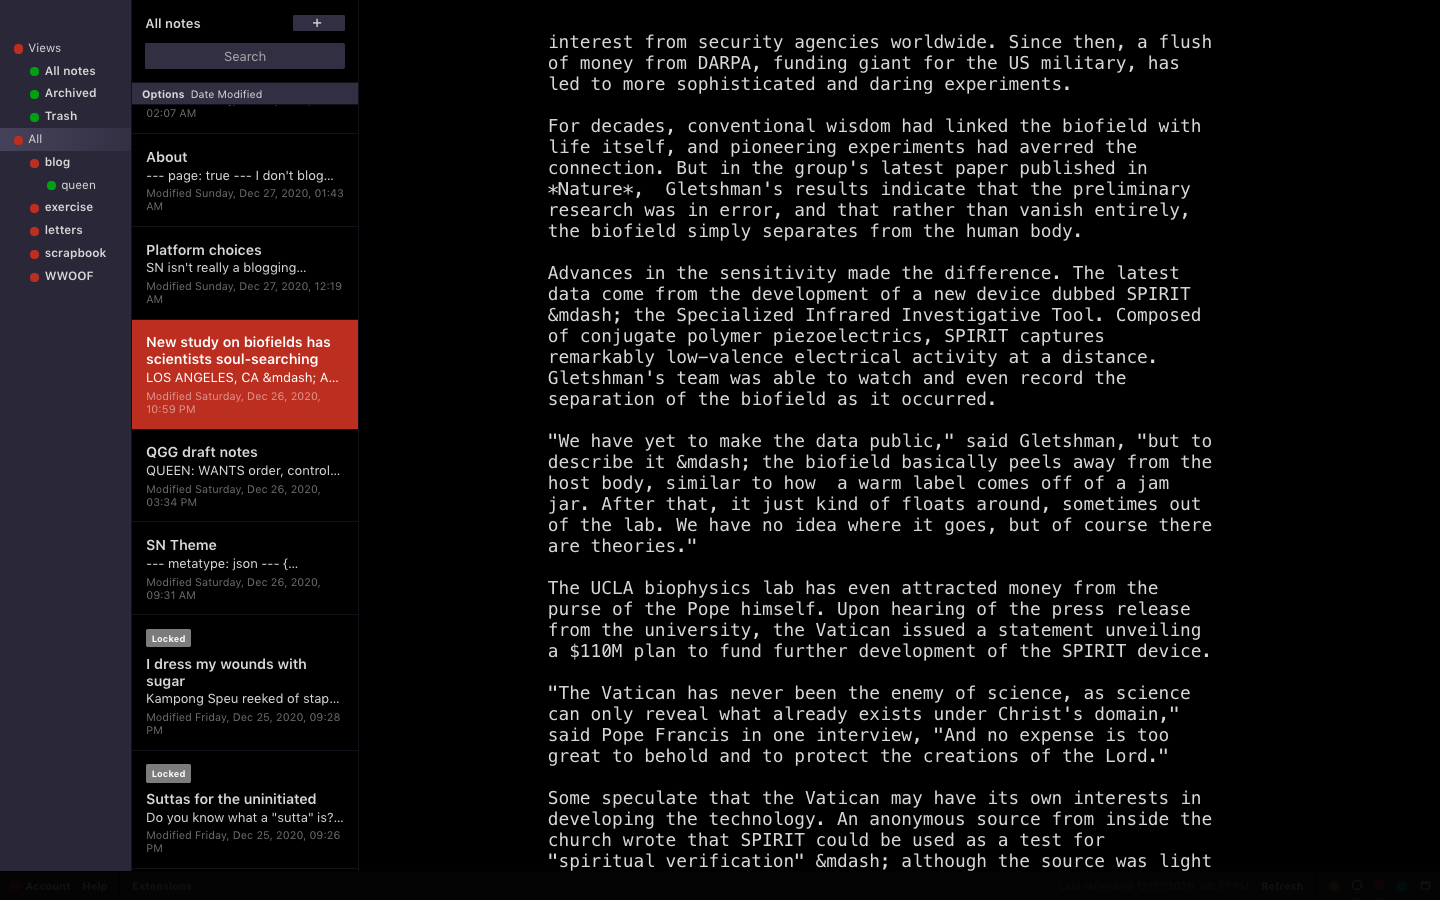 Views
All notes
Archived
Trash
All
blog
queen
exercise
letters
scrapbook
WWOOF
All notes
+
Search
Options Date Modified
02:07 AM
About
--- page: true --- I don't blog...
Modified Sunday, Dec 27, 2020, 01:43
AM
Platform choices
SN isn't really a blogging...
Modified Sunday, Dec 27, 2020, 12:19
AM
New study on biofields has
scientists soul-searching
LOS ANGELES, CA &mdash; A...
Modified Saturday, Dec 26, 2020,
10:59 PM
QGG draft notes
QUEEN: WANTS order, control...
Modified Saturday, Dec 26, 2020,
03:34 PM
SN Theme
--- metatype: json --- {...
Modified Saturday, Dec 26, 2020,
09:31 AM
Locked
I dress my wounds with
sugar
Kampong Speu reeked of stap...
Modified Friday, Dec 25, 2020, 09:28
PM
Locked
Suttas for the uninitiated
Do you know what a "sutta" is?...
Modified Friday, Dec 25, 2020, 09:26
PM
interest from security agencies worldwide. Since then, a flush
of money from DARPA, funding giant for the US military, has
led to more sophisticated and daring experiments.
For decades, conventional wisdom had linked the biofield with
life itself, and pioneering experiments had averred the
connection. But in the group's latest paper published in
*Nature*,  Gletshman's results indicate that the preliminary
research was in error, and that rather than vanish entirely,
the biofield simply separates from the human body.
Advances in the sensitivity made the difference. The latest
data come from the development of a new device dubbed SPIRIT
&mdash; the Specialized Infrared Investigative Tool. Composed
of conjugate polymer piezoelectrics, SPIRIT captures
remarkably low-valence electrical activity at a distance.
Gletshman's team was able to watch and even record the
separation of the biofield as it occurred.
"We have yet to make the data public," said Gletshman, "but to
describe it &mdash; the biofield basically peels away from the
host body, similar to how  a warm label comes off of a jam
jar. After that, it just kind of floats around, sometimes out
of the lab. We have no idea where it goes, but of course there
are theories."
The UCLA biophysics lab has even attracted money from the
purse of the Pope himself. Upon hearing of the press release
from the university, the Vatican issued a statement unveiling
a $110M plan to fund further development of the SPIRIT device.
"The Vatican has never been the enemy of science, as science
can only reveal what already exists under Christ's domain,"
said Pope Francis in one interview, "And no expense is too
great to behold and to protect the creations of the Lord."
Some speculate that the Vatican may have its own interests in
developing the technology. An anonymous source from inside the
church wrote that SPIRIT could be used as a test for
"spiritual verification" &mdash; although the source was light
Account Help Extensions
Refresh